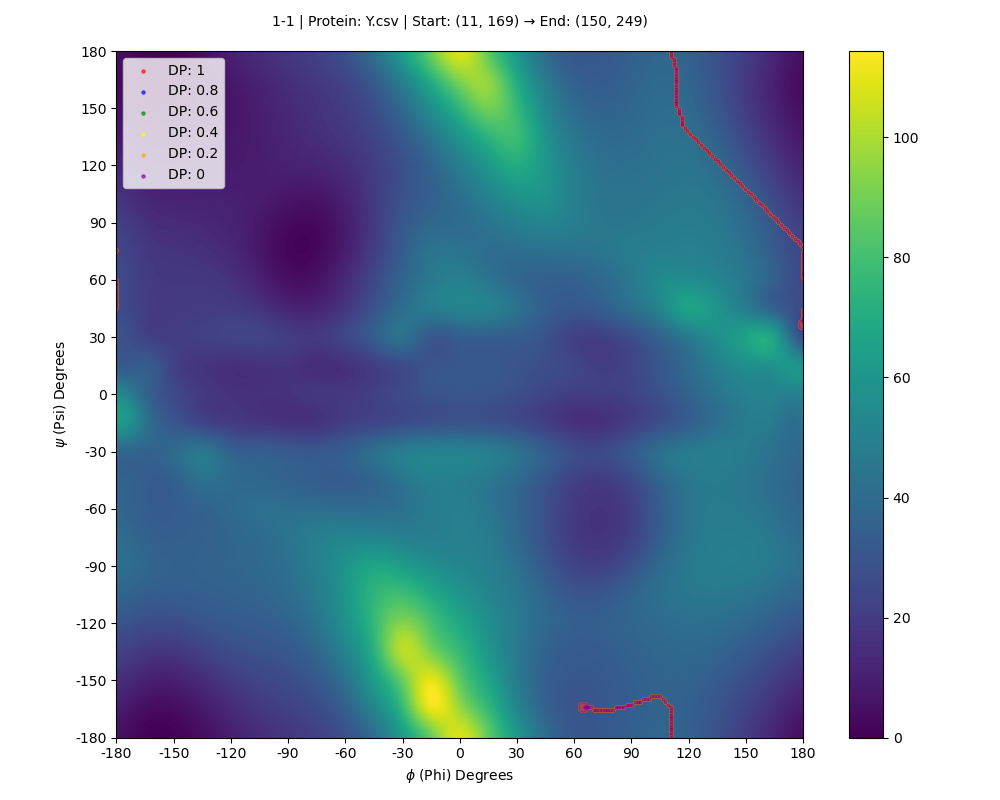 1-1 | Protein: Y.csv | Start: (11, 169) → End: (150, 249)
DP: 1
DP: 0.8
DP: 0.6
DP: 0.4
DP: 0.2
DP: 0
180
150
120
90
60
30
0
-30
-60
-90
-120
-150
-180
ψ (Psi) Degrees
-180 -150 -120 -90 -60 -30 0 30 60 90 120 150 180
ϕ (Phi) Degrees
100
80
60
40
20
0